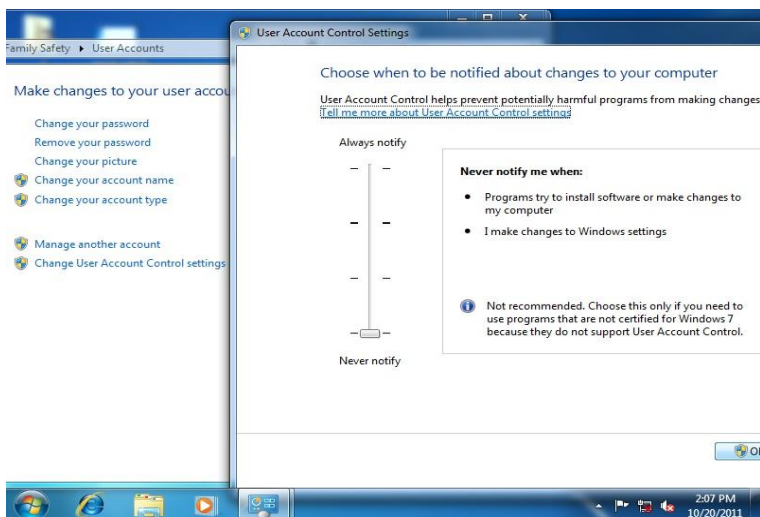 User Account Control Settings
Family Safety ▸ User Accounts
Make changes to your user accou
Change your password
Remove your password
Change your picture
Change your account name
Change your account type
Manage another account
Change User Account Control settings
Choose when to be notified about changes to your computer
User Account Control helps prevent potentially harmful programs from making changes
Tell me more about User Account Control settings
Always notify
Never notify me when:
• Programs try to install software or make changes to
my computer
• I make changes to Windows settings
Not recommended. Choose this only if you need to
use programs that are not certified for Windows 7
because they do not support User Account Control.
Never notify
2:07 PM
10/20/2011